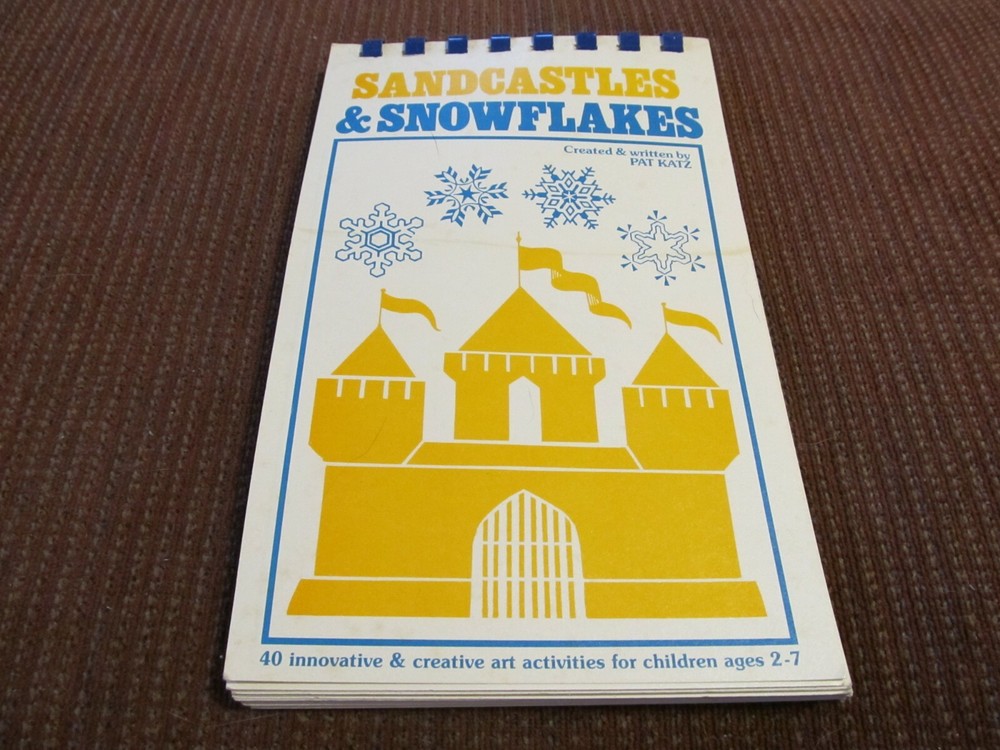 SANDCASTLES
& SNOWFLAKES
Created & written by
PAT KATZ
40 innovative & creative art activities for children ages 2-7